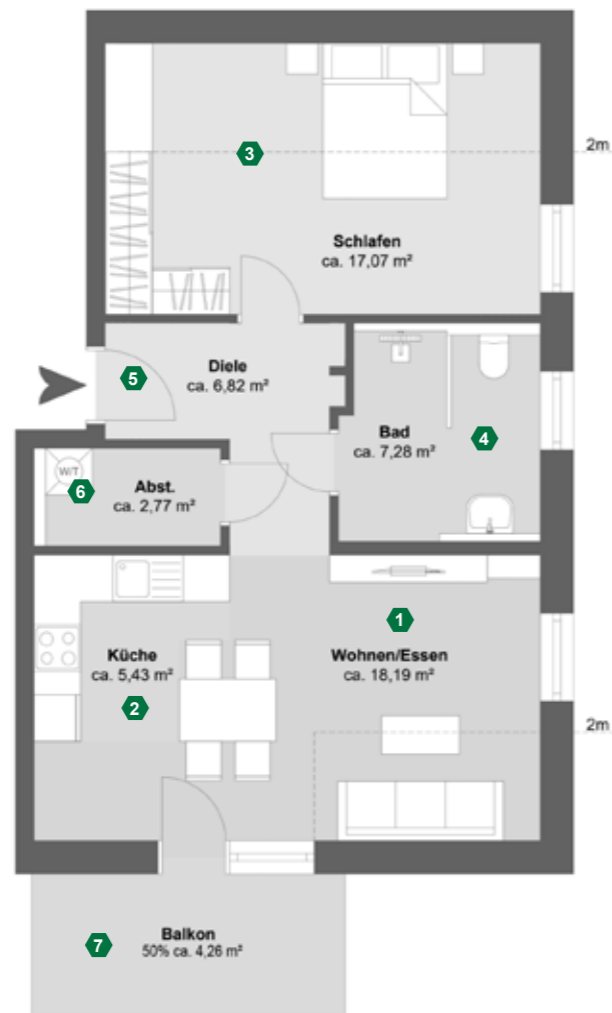 2m
3
Schlafen
ca. 17,07 m²
5
Diele
ca. 6,82 m²
Bad
ca. 7,28 m²
4
W/T
6
Abst.
ca. 2,77 m²
1
Küche
ca. 5,43 m²
Wohnen/Essen
ca. 18,19 m²
2
2m
7
Balkon
50% ca. 4,26 m²